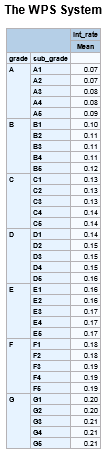 The WPS System
int_rate
Mean
grade sub_grade
A A1 0.07
A2 0.07
A3 0.08
A4 0.08
A5 0.09
B B1 0.10
B2 0.11
B3 0.11
B4 0.11
B5 0.12
C C1 0.13
C2 0.13
C3 0.13
C4 0.14
C5 0.14
D D1 0.14
D2 0.15
D3 0.15
D4 0.15
D5 0.16
E E1 0.16
E2 0.16
E3 0.17
E4 0.17
E5 0.17
F F1 0.18
F2 0.18
F3 0.19
F4 0.19
F5 0.19
G G1 0.20
G2 0.20
G3 0.21
G4 0.21
G5 0.21